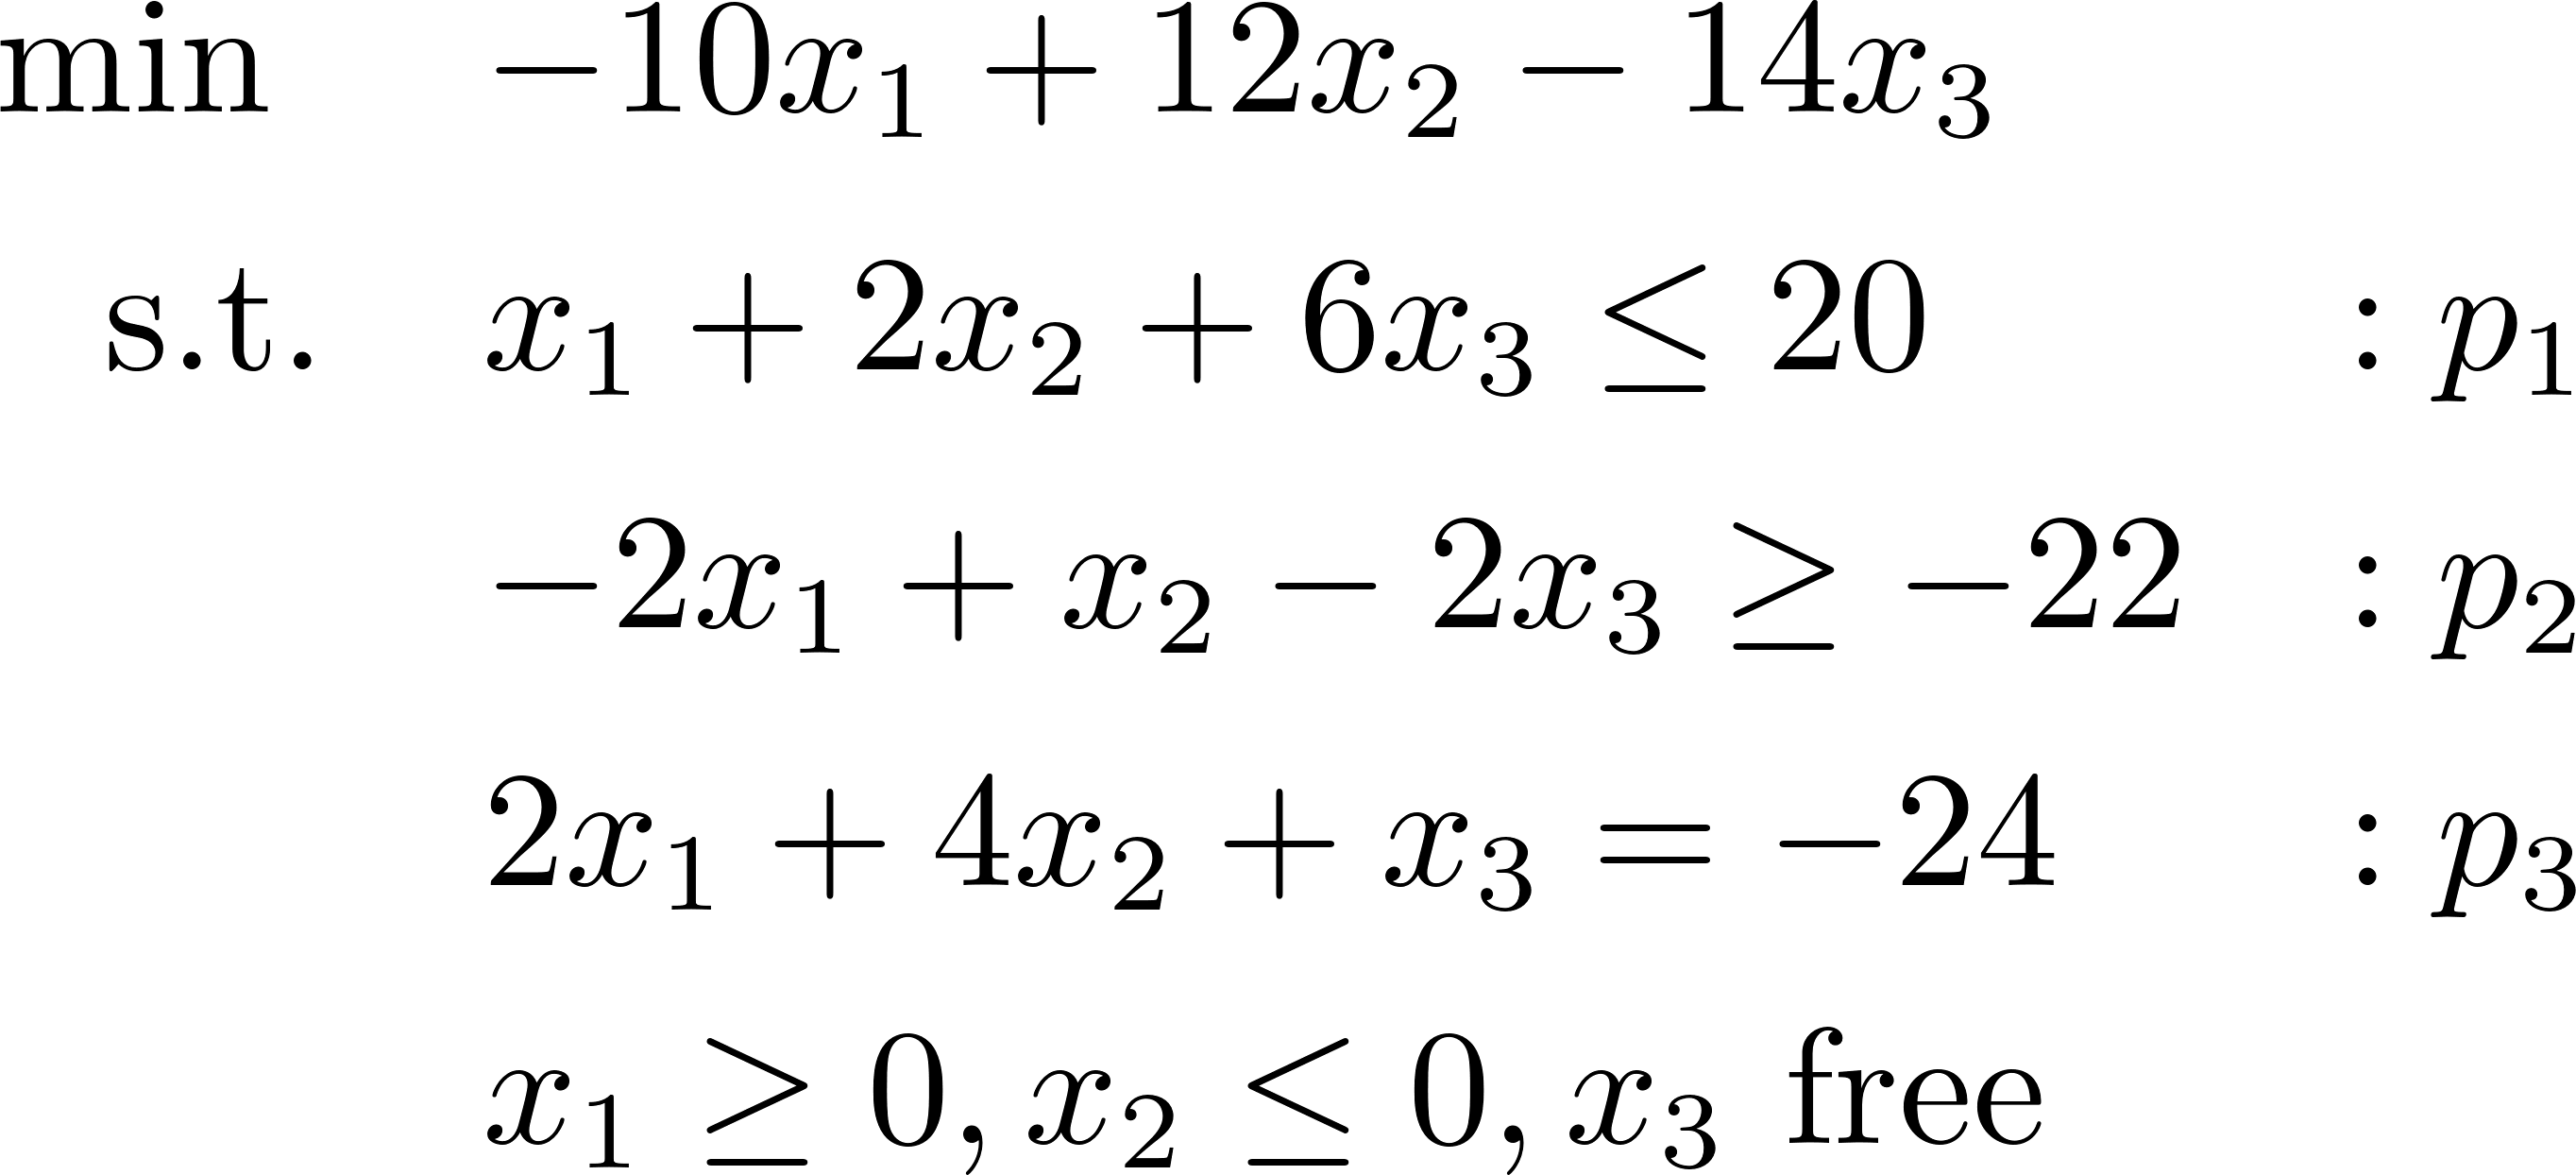 min −10x₁ + 12x₂ − 14x₃
s.t. x₁ + 2x₂ + 6x₃ ≤ 20 : p₁
−2x₁ + x₂ − 2x₃ ≥ −22 : p₂
2x₁ + 4x₂ + x₃ = −24 : p₃
x₁ ≥ 0, x₂ ≤ 0, x₃ free